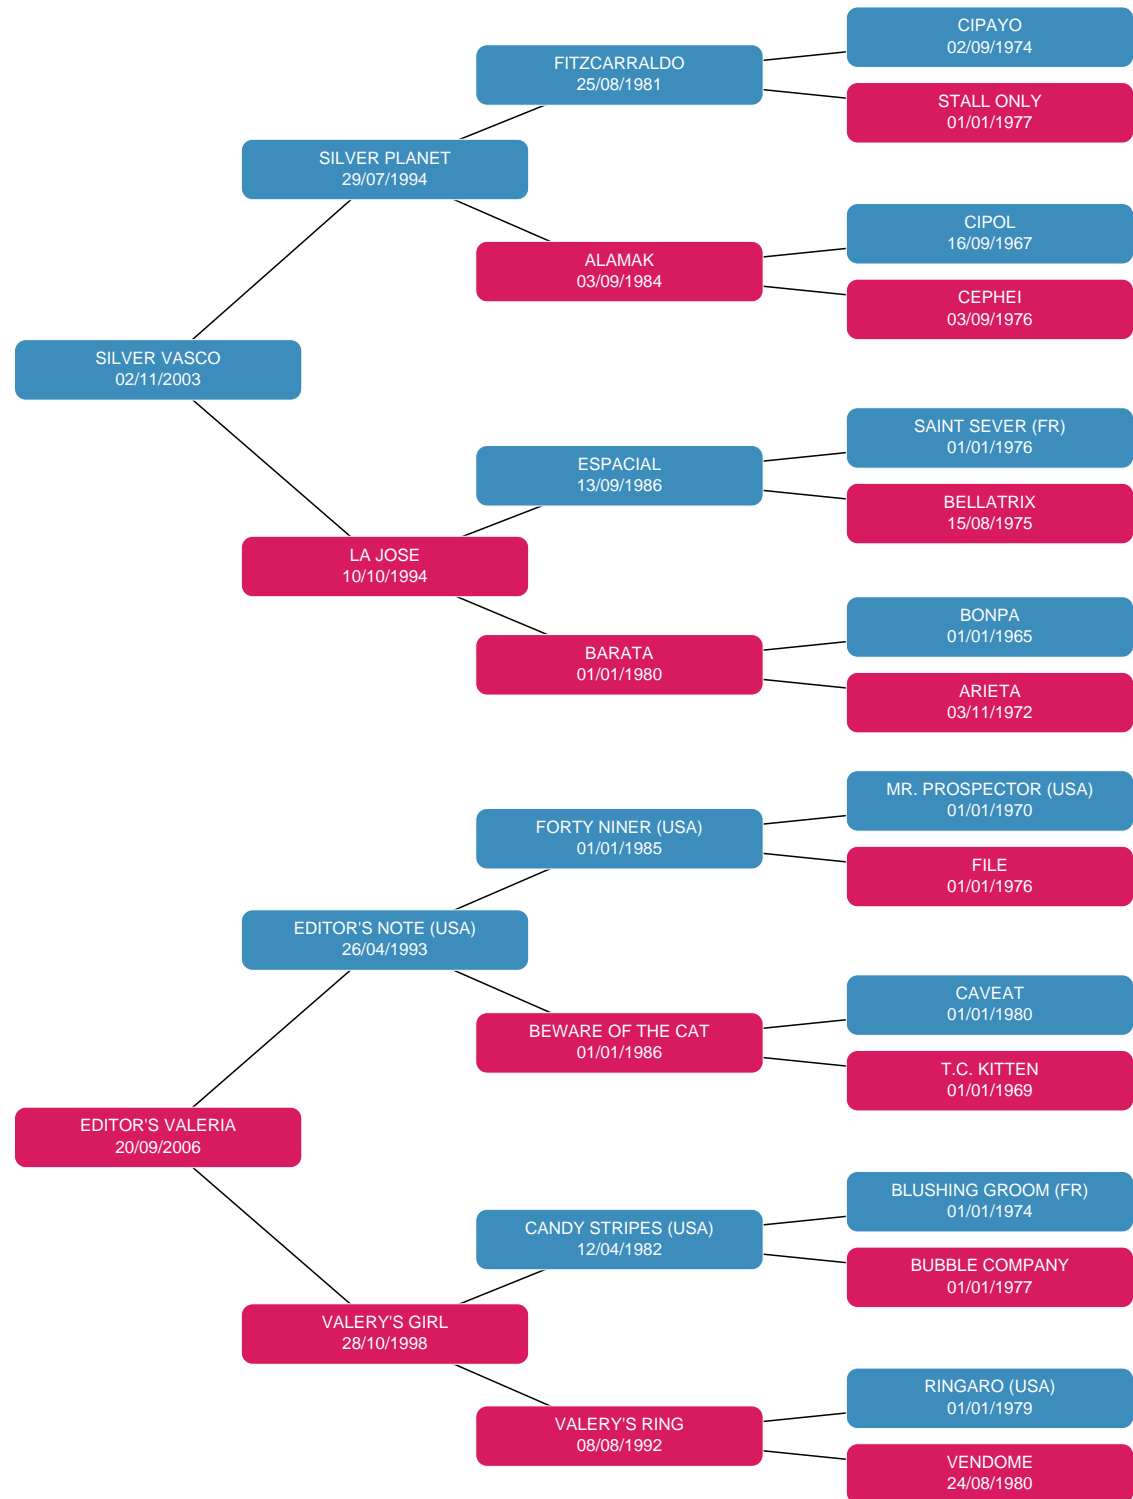 CIPAYO
02/09/1974
FITZCARRALDO
25/08/1981
STALL ONLY
01/01/1977
SILVER PLANET
29/07/1994
CIPOL
16/09/1967
ALAMAK
03/09/1984
CEPHEI
03/09/1976
SILVER VASCO
02/11/2003
SAINT SEVER (FR)
01/01/1976
ESPACIAL
13/09/1986
BELLATRIX
15/08/1975
LA JOSE
10/10/1994
BONPA
01/01/1965
BARATA
01/01/1980
ARIETA
03/11/1972
MR. PROSPECTOR (USA)
01/01/1970
FORTY NINER (USA)
01/01/1985
FILE
01/01/1976
EDITOR'S NOTE (USA)
26/04/1993
CAVEAT
01/01/1980
BEWARE OF THE CAT
01/01/1986
T.C. KITTEN
01/01/1969
EDITOR'S VALERIA
20/09/2006
BLUSHING GROOM (FR)
01/01/1974
CANDY STRIPES (USA)
12/04/1982
BUBBLE COMPANY
01/01/1977
VALERY'S GIRL
28/10/1998
RINGARO (USA)
01/01/1979
VALERY'S RING
08/08/1992
VENDOME
24/08/1980